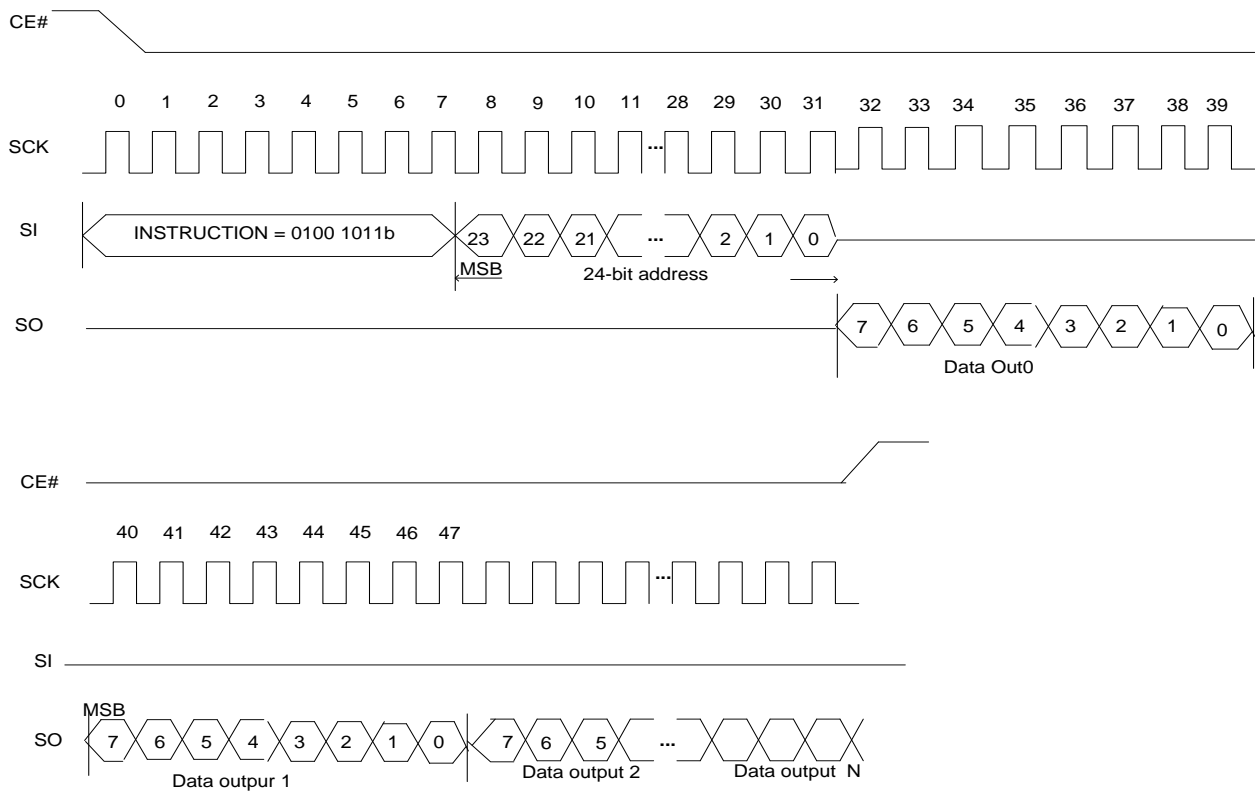 CE#
0 1 2 3 4 5 6 7 8 9 10 11 28 29 30 31 32 33 34 35 36 37 38 39
SCK
...
SI
INSTRUCTION = 0100 1011b
23 22 21 ... 2 1 0
MSB
24-bit address
SO
7 6 5 4 3 2 1 0
Data Out0
CE#
40 41 42 43 44 45 46 47
SCK
...
SI
MSB
SO
7 6 5 4 3 2 1 0 7 6 5 ...
Data outpur 1
Data output 2
Data output N